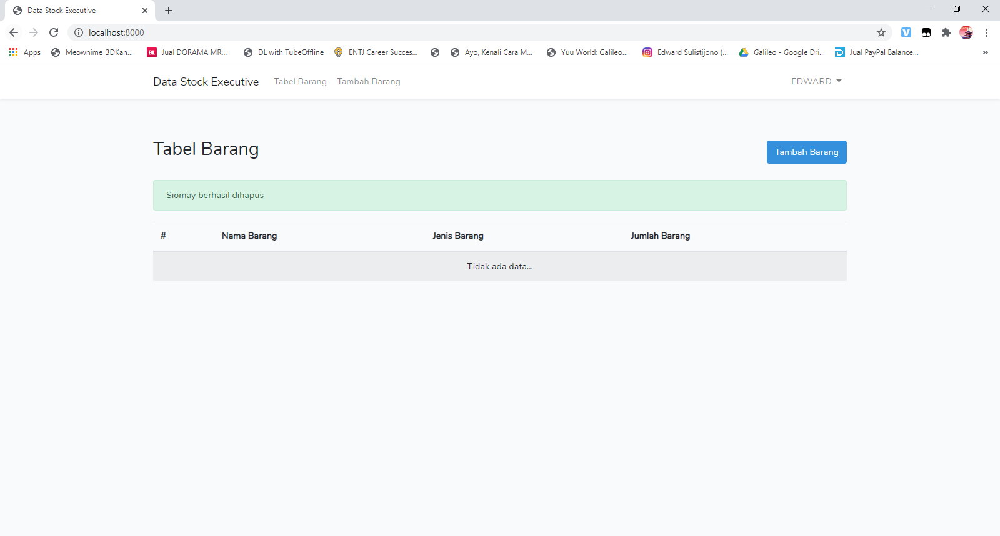 Data Stock Executive
localhost:8000
Apps Meownime_3DKan... BL Jual DORAMA MR... DL with TubeOffline ENTJ Career Succes... Ayo, Kenali Cara M... Yuu World: Galileo... Edward Sulistijono (... Galileo - Google Dri... Jual PayPal Balance... »
Data Stock Executive Tabel Barang Tambah Barang EDWARD
Tabel Barang Tambah Barang
Siomay berhasil dihapus
# Nama Barang Jenis Barang Jumlah Barang
Tidak ada data...